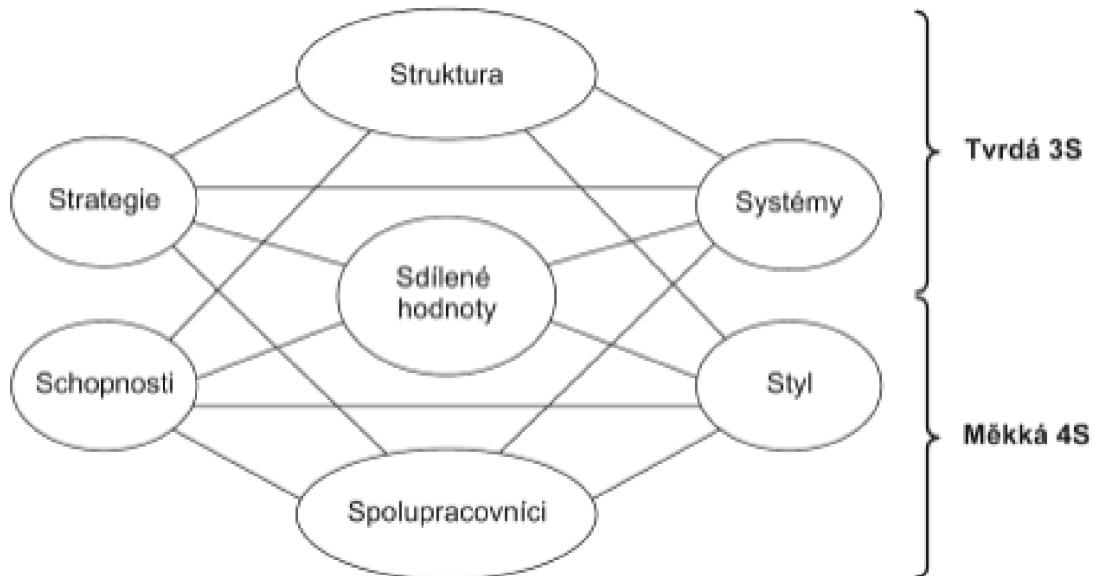 Struktura
Tvrdá 3S
Strategie
Systémy
Sdílené
hodnoty
Schopnosti
Styl
Měkká 4S
Spolupracovníci